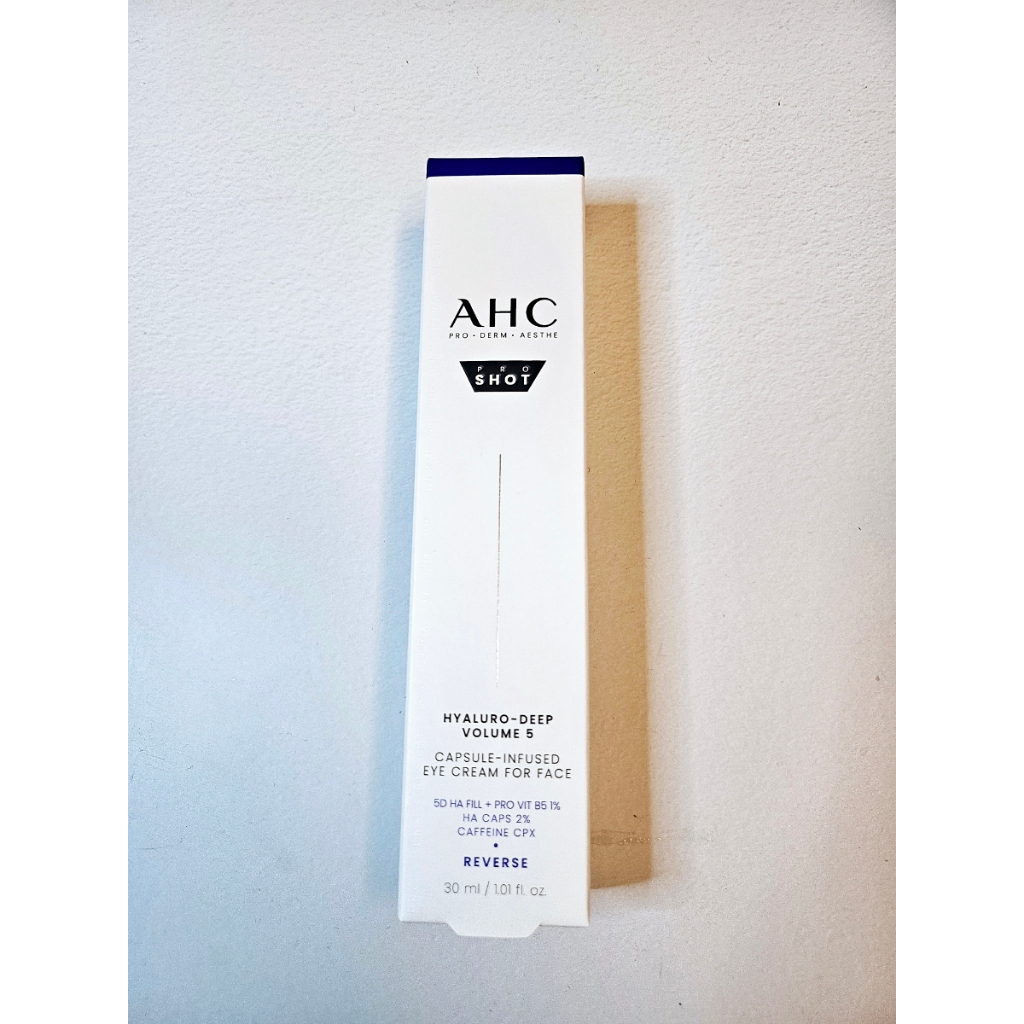 AHC
PRO • DERM • AESTHE
PRO
SHOT
HYALURO-DEEP
VOLUME 5
CAPSULE-INFUSED
EYE CREAM FOR FACE
5D HA FILL + PRO VIT B5 1%
HA CAPS 2%
CAFFEINE CPX
•
REVERSE
30 ml / 1.01 fl. oz.